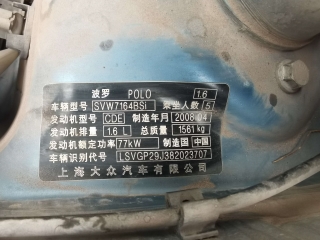 波罗 POLO 1.6
车辆型号 SVW7164BSi 乘坐人数 5
发动机型号 CDE 制造年月 2008 04
发动机排量 1.6 L 总质量 1561 kg
发动机额定功率 77kW 制造国 中国
车辆识别代号 LSVGP29J382023707
上海大众汽车有限公司